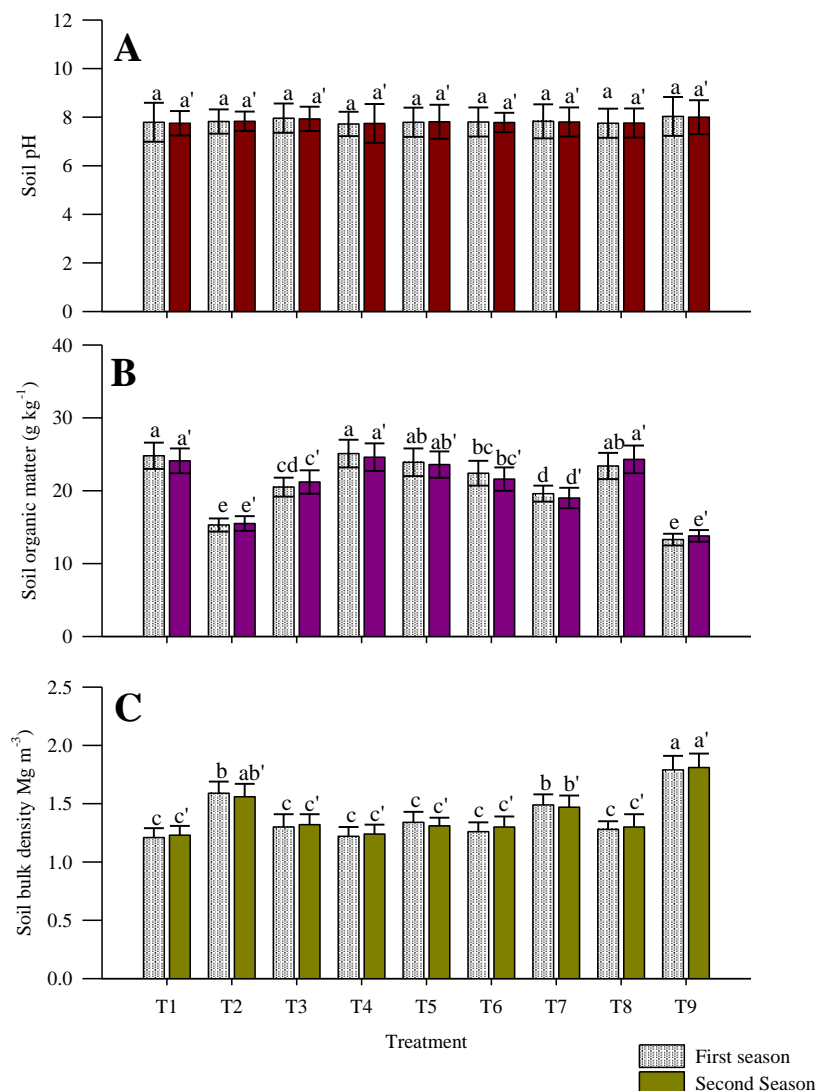 A
12
10
8
6
4
2
0
Soil pH
a a' a a' a a' a a' a a' a a' a a' a a' a a'
B
40
30
20
10
0
Soil organic matter (g kg-1)
a a' e e' cd c' a a' ab ab' bc bc' d d' ab a' e e'
C
2.5
2.0
1.5
1.0
0.5
0.0
Soil bulk density Mg m-3
c c' b ab' c c' c c' c c' c c' b b' c c' a a'
T1 T2 T3 T4 T5 T6 T7 T8 T9
Treatment
First season
Second Season